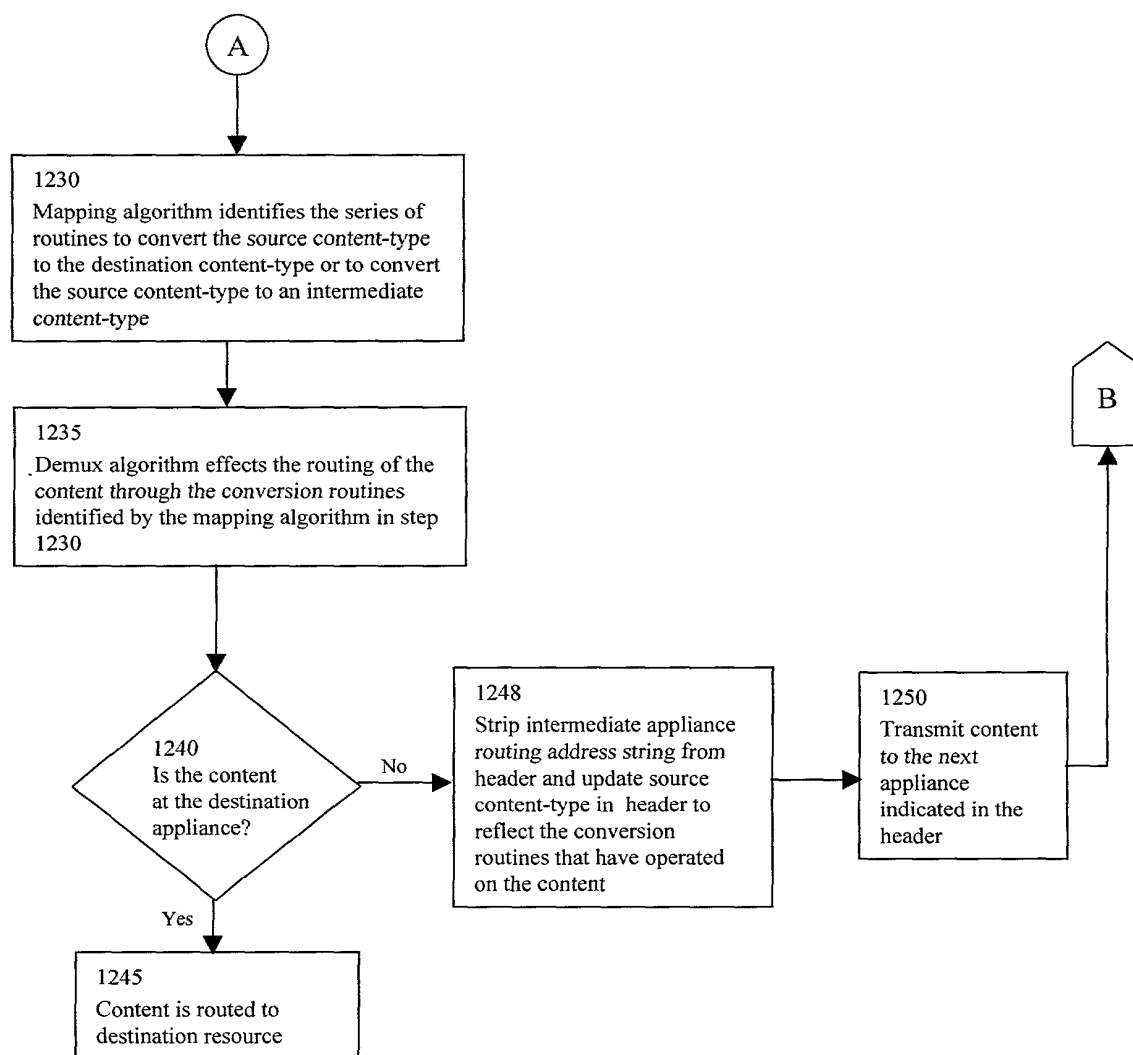 A
1230
Mapping algorithm identifies the series of
routines to convert the source content-type
to the destination content-type or to convert
the source content-type to an intermediate
content-type
1235
Demux algorithm effects the routing of the
content through the conversion routines
identified by the mapping algorithm in step
1230
B
1240
Is the content
at the destination
appliance?
No
Yes
1248
Strip intermediate appliance
routing address string from
header and update source
content-type in header to
reflect the conversion
routines that have operated
on the content
1250
Transmit content
to the next
appliance
indicated in the
header
1245
Content is routed to
destination resource